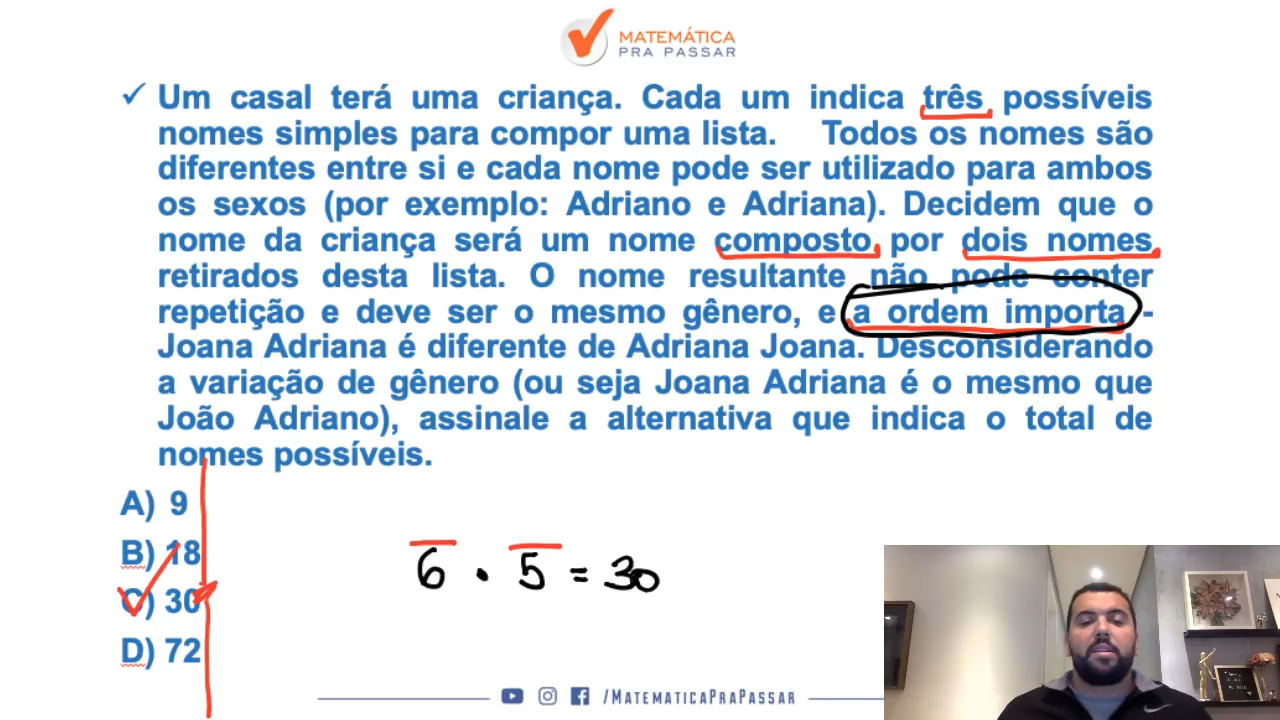 MATEMÁTICA
PRA PASSAR
Um casal terá uma criança. Cada um indica três possíveis
nomes simples para compor uma lista. Todos os nomes são
diferentes entre si e cada nome pode ser utilizado para ambos
os sexos (por exemplo: Adriano e Adriana). Decidem que o
nome da criança será um nome composto por dois nomes
retirados desta lista. O nome resultante não pode conter
repetição e deve ser o mesmo gênero, e a ordem importa -
Joana Adriana é diferente de Adriana Joana. Desconsiderando
a variação de gênero (ou seja Joana Adriana é o mesmo que
João Adriano), assinale a alternativa que indica o total de
nomes possíveis.
A) 9
B) 18
C) 30
D) 72
6 . 5 = 30
/MATEMATICAPRAPASSAR